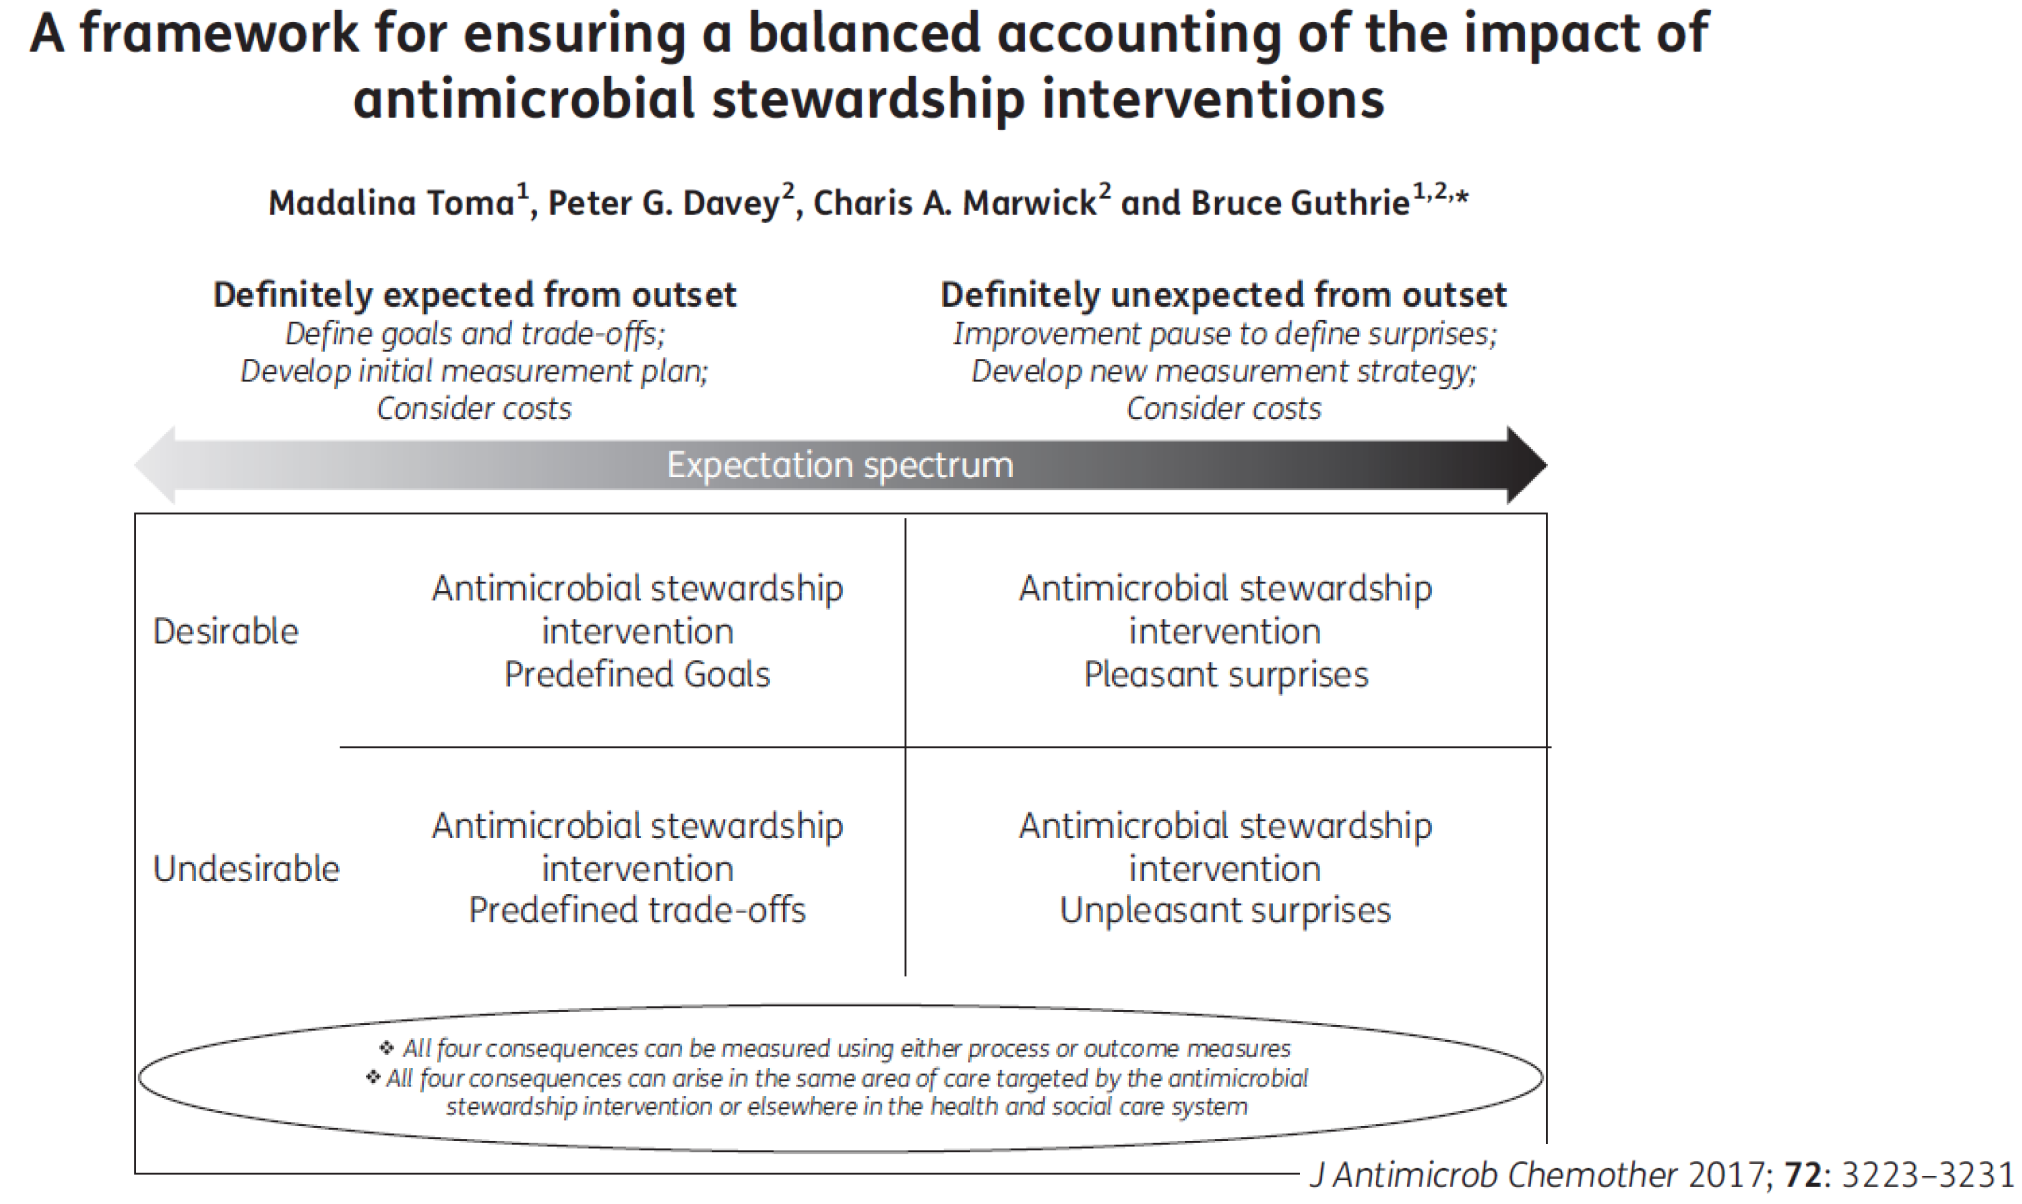 A framework for ensuring a balanced accounting of the impact of
antimicrobial stewardship interventions
Madalina Toma1, Peter G. Davey2, Charis A. Marwick2 and Bruce Guthrie1,2,*
Definitely expected from outset
Define goals and trade-offs;
Develop initial measurement plan;
Consider costs
Definitely unexpected from outset
Improvement pause to define surprises;
Develop new measurement strategy;
Consider costs
Expectation spectrum
Desirable
Antimicrobial stewardship
intervention
Predefined Goals
Antimicrobial stewardship
intervention
Pleasant surprises
Undesirable
Antimicrobial stewardship
intervention
Predefined trade-offs
Antimicrobial stewardship
intervention
Unpleasant surprises
❖ All four consequences can be measured using either process or outcome measures
❖ All four consequences can arise in the same area of care targeted by the antimicrobial
stewardship intervention or elsewhere in the health and social care system
J Antimicrob Chemother 2017; 72: 3223–3231